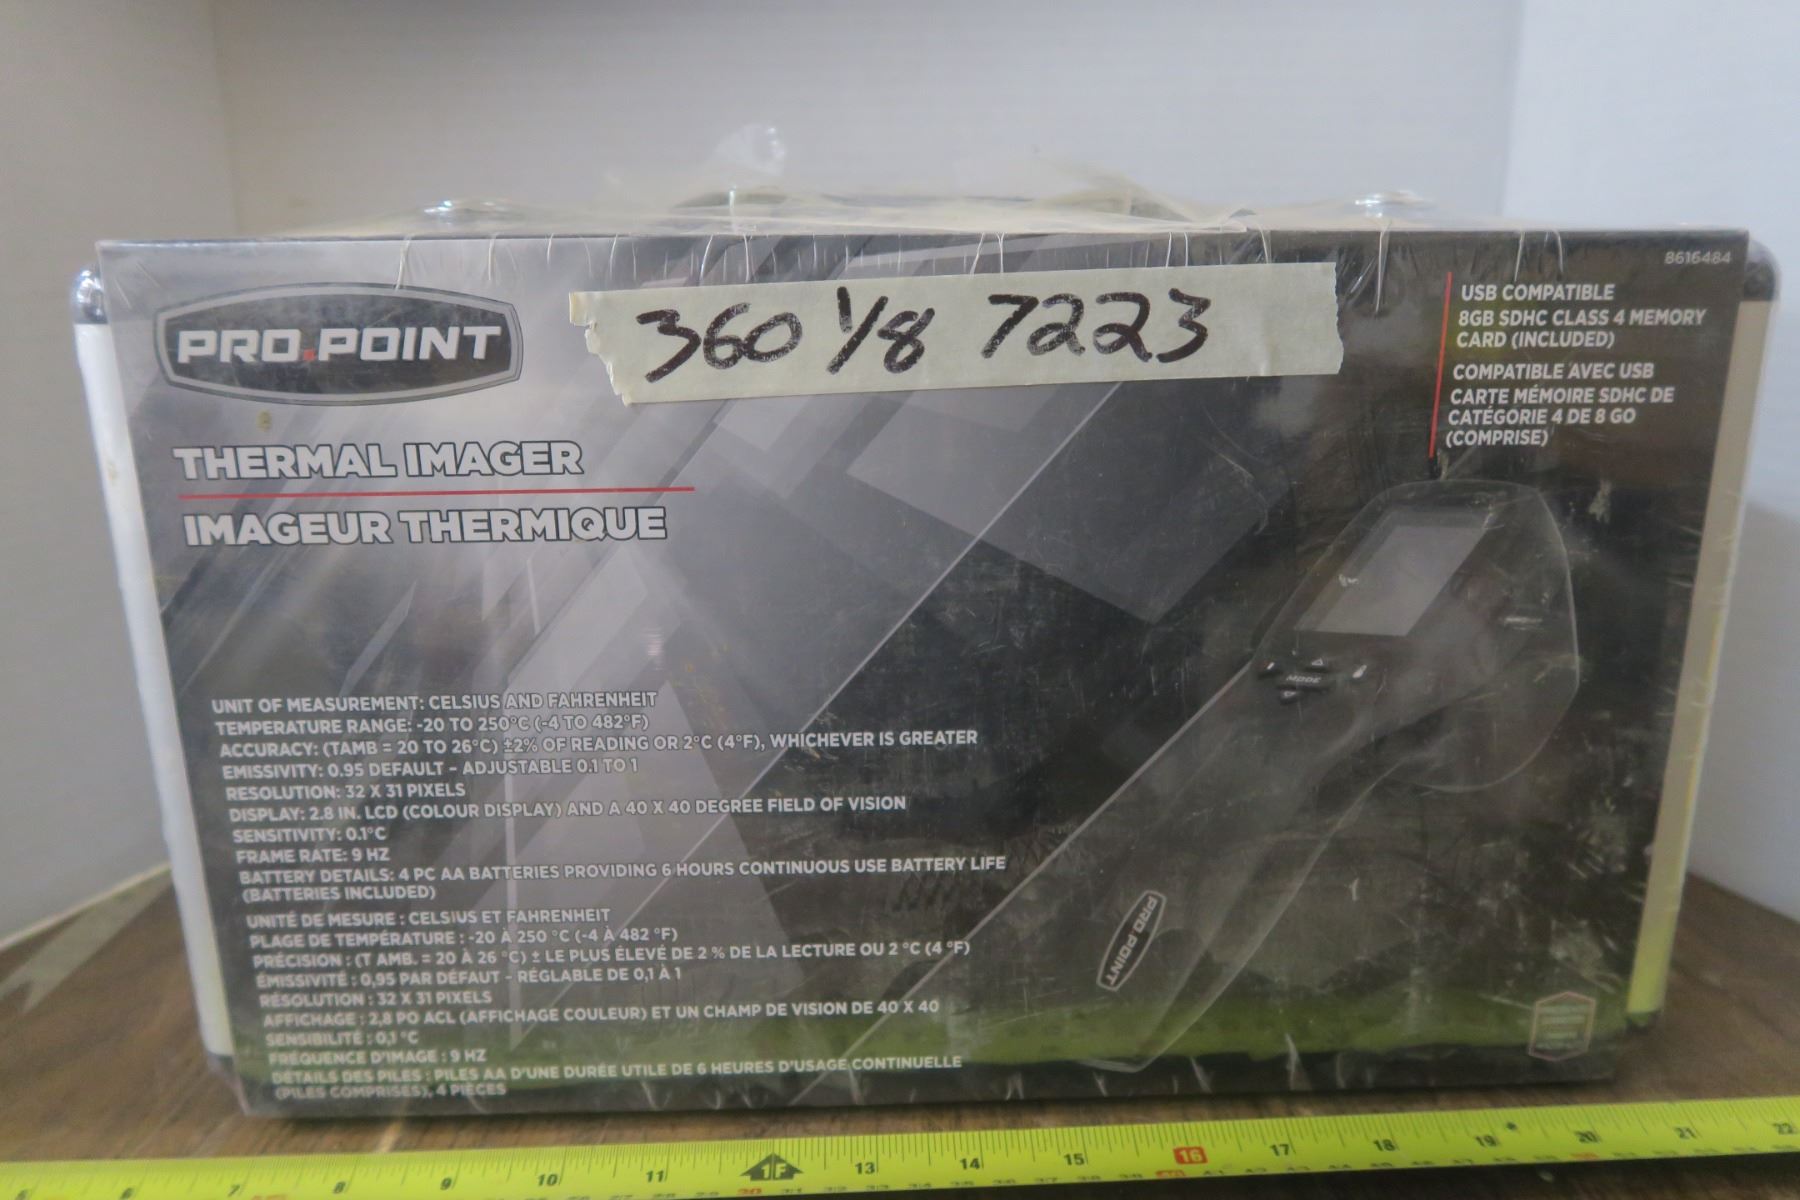 8616484
PRO.POINT
360 1/8 7223
USB COMPATIBLE
8GB SDHC CLASS 4 MEMORY
CARD (INCLUDED)
COMPATIBLE AVEC USB
CARTE MÉMOIRE SDHC DE
CATÉGORIE 4 DE 8 GO
(COMPRISE)
THERMAL IMAGER
IMAGEUR THERMIQUE
MODE
UNIT OF MEASUREMENT: CELSIUS AND FAHRENHEIT
TEMPERATURE RANGE: -20 TO 250°C (-4 TO 482°F)
ACCURACY: (TAMB = 20 TO 26°C) ±2% OF READING OR 2°C (4°F), WHICHEVER IS GREATER
EMISSIVITY: 0.95 DEFAULT - ADJUSTABLE 0.1 TO 1
RESOLUTION: 32 X 31 PIXELS
DISPLAY: 2.8 IN. LCD (COLOUR DISPLAY) AND A 40 X 40 DEGREE FIELD OF VISION
SENSITIVITY: 0.1°C
FRAME RATE: 9 HZ
BATTERY DETAILS: 4 PC AA BATTERIES PROVIDING 6 HOURS CONTINUOUS USE BATTERY LIFE
(BATTERIES INCLUDED)
UNITÉ DE MESURE : CELSIUS ET FAHRENHEIT
PLAGE DE TEMPÉRATURE : -20 À 250 °C (-4 À 482 °F)
PRÉCISION : (T AMB. = 20 À 26 °C) ± LE PLUS ÉLEVÉ DE 2 % DE LA LECTURE OU 2 °C (4 °F)
ÉMISSIVITÉ : 0,95 PAR DÉFAUT - RÉGLABLE DE 0,1 À 1
RÉSOLUTION : 32 X 31 PIXELS
AFFICHAGE : 2,8 PO ACL (AFFICHAGE COULEUR) ET UN CHAMP DE VISION DE 40 X 40
SENSIBILITÉ : 0,1 °C
FRÉQUENCE D'IMAGE : 9 HZ
DÉTAILS DES PILES : PILES AA D'UNE DURÉE UTILE DE 6 HEURES D'USAGE CONTINUELLE
(PILES COMPRISES), 4 PIÈCES
PRO POINT
7 8 9 10 11 1F 13 14 15 16 17 18 19 20 21 22